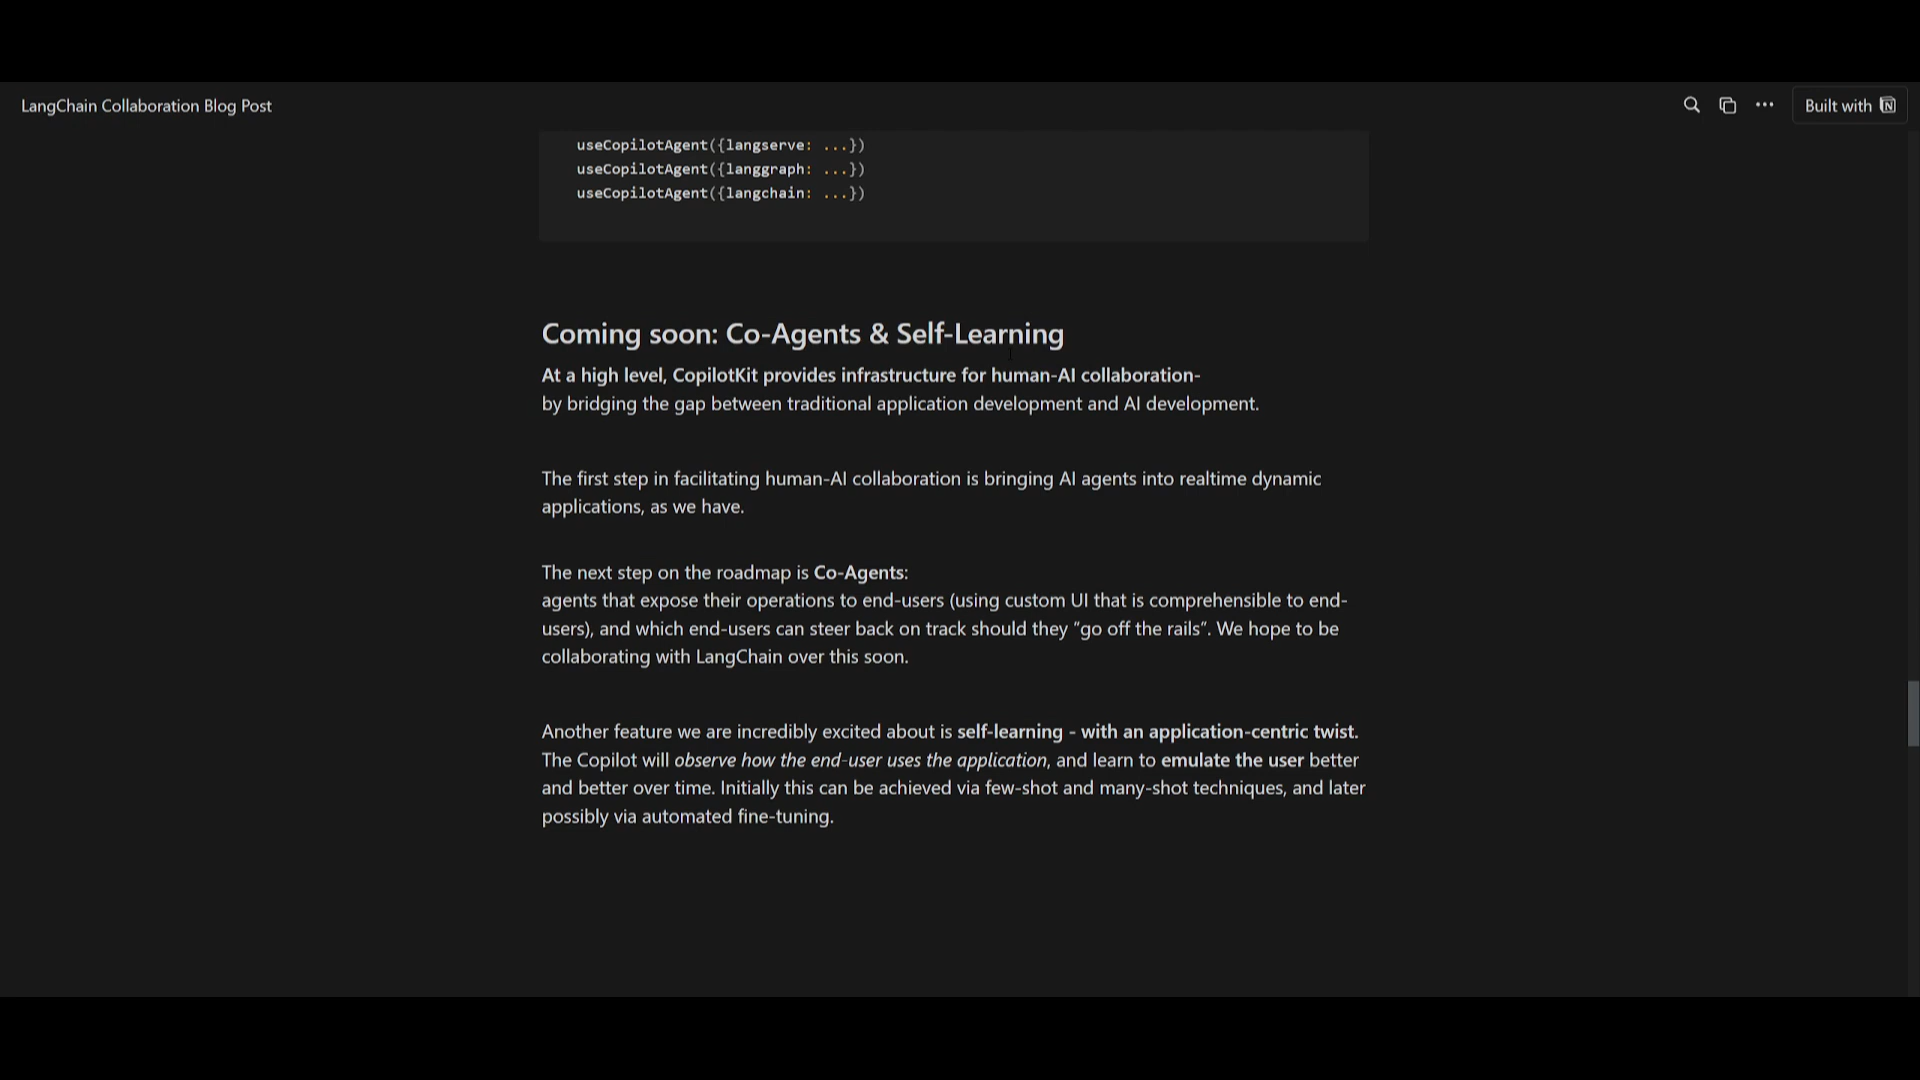 LangChain Collaboration Blog Post
Built with
useCopilotAgent({langserve: ...})
useCopilotAgent({langgraph: ...})
useCopilotAgent({langchain: ...})
Coming soon: Co-Agents & Self-Learning
At a high level, CopilotKit provides infrastructure for human-AI collaboration-
by bridging the gap between traditional application development and AI development.
The first step in facilitating human-AI collaboration is bringing AI agents into realtime dynamic
applications, as we have.
The next step on the roadmap is Co-Agents:
agents that expose their operations to end-users (using custom UI that is comprehensible to end-
users), and which end-users can steer back on track should they “go off the rails”. We hope to be
collaborating with LangChain over this soon.
Another feature we are incredibly excited about is self-learning - with an application-centric twist.
The Copilot will observe how the end-user uses the application, and learn to emulate the user better
and better over time. Initially this can be achieved via few-shot and many-shot techniques, and later
possibly via automated fine-tuning.